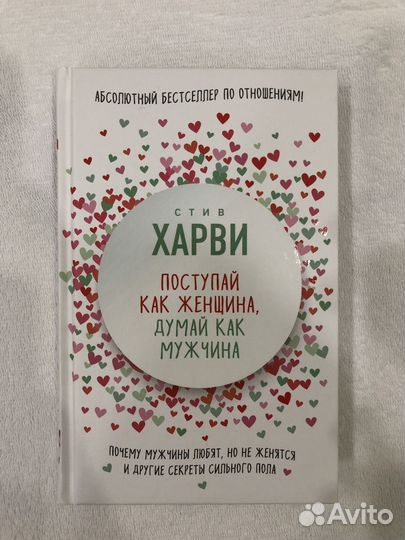 АБСОЛЮТНЫЙ БЕСТСЕЛЛЕР ПО ОТНОШЕНИЯМ!
СТИВ
ХАРВИ
ПОСТУПАЙ
КАК ЖЕНЩИНА,
ДУМАЙ КАК
МУЖЧИНА
ПОЧЕМУ МУЖЧИНЫ ЛЮБЯТ, НО НЕ ЖЕНЯТСЯ
И ДРУГИЕ СЕКРЕТЫ СИЛЬНОГО ПОЛА
Avito